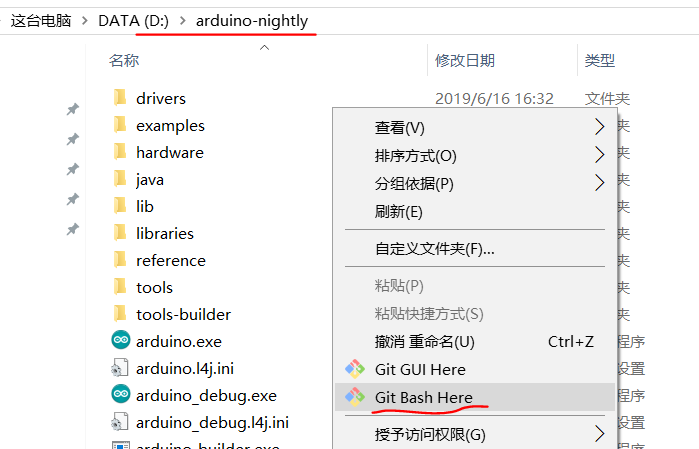 这台电脑 > DATA (D:) > arduino-nightly
名称 修改日期 类型
drivers 2019/6/16 16:32 文件夹
examples 夹
hardware 夹
java 夹
lib 夹
libraries 夹
reference 夹
tools 夹
tools-builder 夹
arduino.exe 程序
arduino.l4j.ini 设置
arduino_debug.exe 程序
arduino_debug.l4j.ini 设置
arduino_builder.exe 程序
查看(V)
排序方式(O)
分组依据(P)
刷新(E)
自定义文件夹(F)...
粘贴(P)
粘贴快捷方式(S)
撤消 重命名(U) Ctrl+Z
Git GUI Here
Git Bash Here
授予访问权限(G)